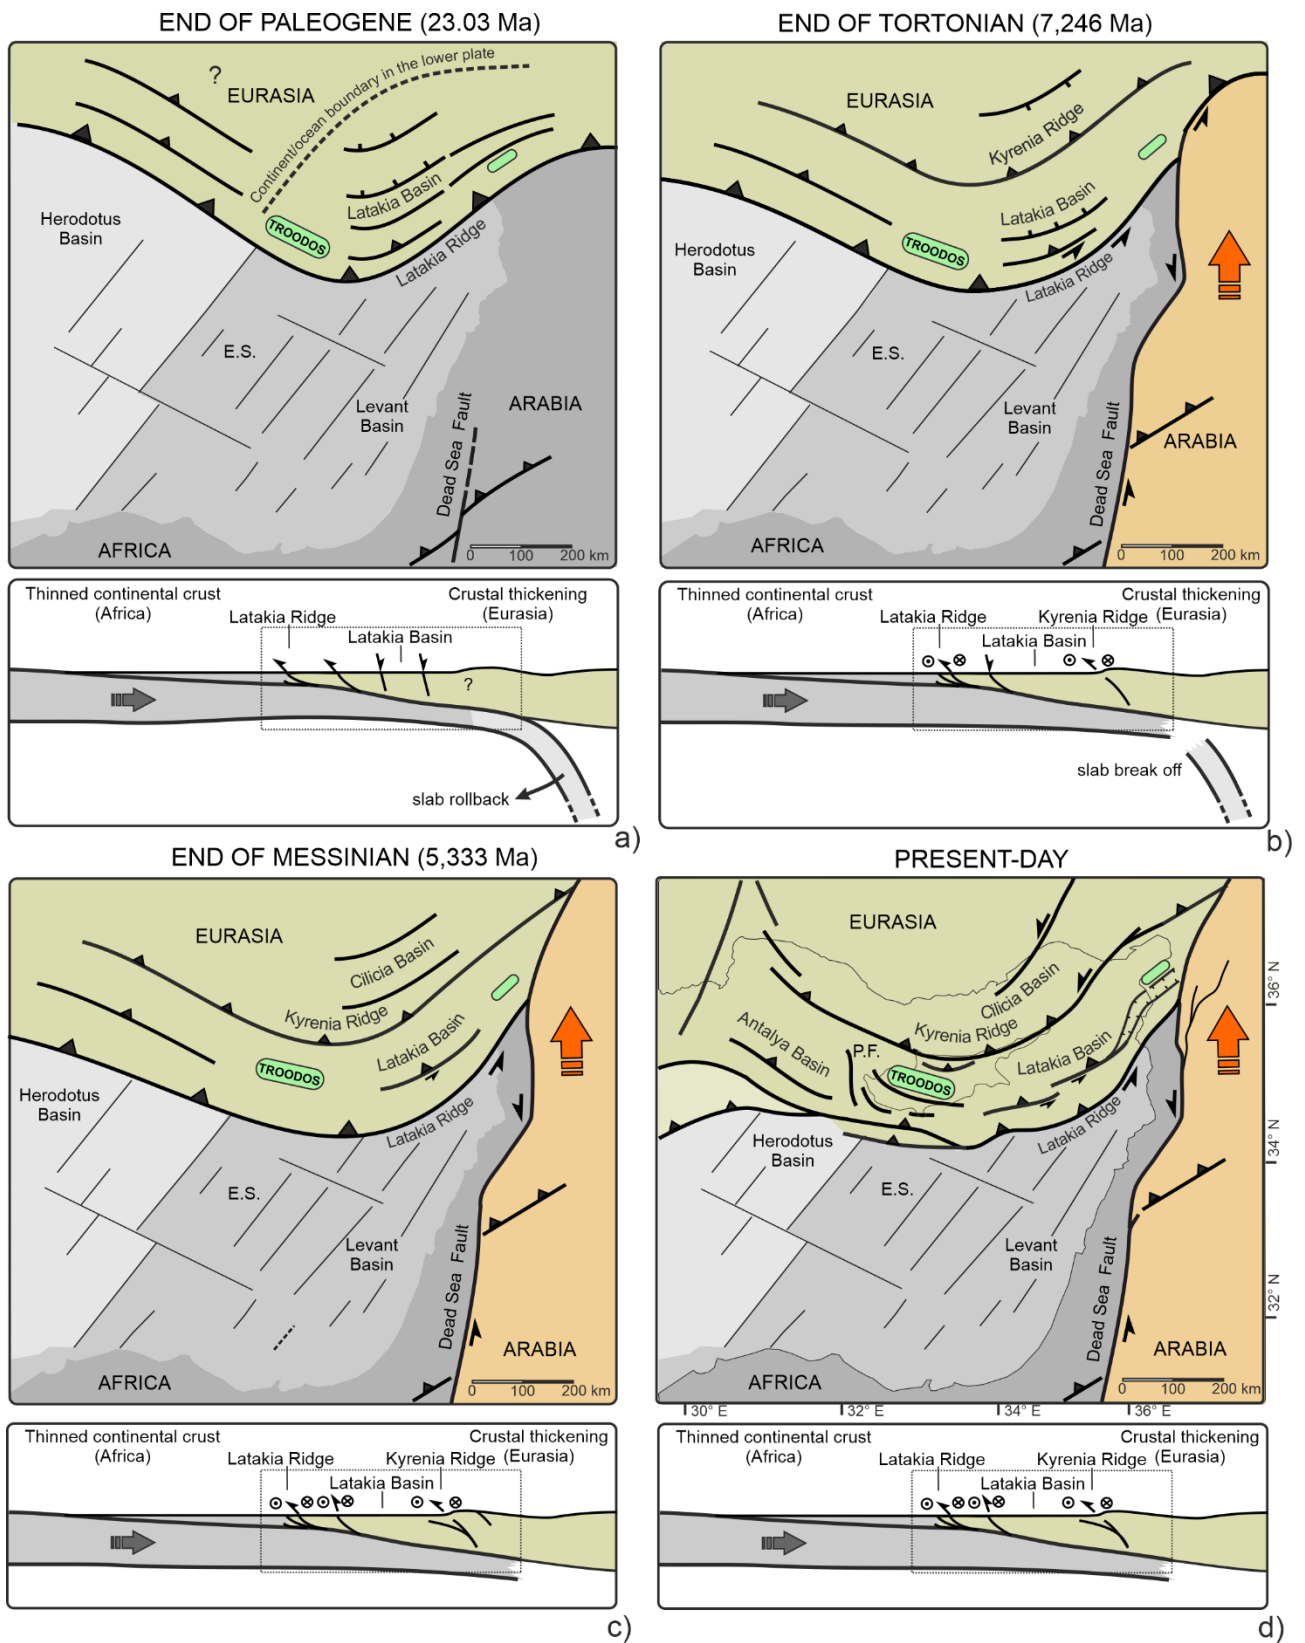 END OF PALEOGENE (23.03 Ma)
?
EURASIA
Continent/ocean boundary in the lower plate
Herodotus
Basin
TROODOS
Latakia Basin
Latakia Ridge
E.S.
Levant
Basin
ARABIA
Dead Sea Fault
AFRICA
0 100 200 km
Thinned continental crust
(Africa)
Crustal thickening
(Eurasia)
Latakia Ridge
Latakia Basin
?
slab rollback
a)
END OF TORTONIAN (7,246 Ma)
EURASIA
Kyrenia Ridge
Latakia Basin
TROODOS
Herodotus
Basin
Latakia Ridge
E.S.
Levant
Basin
Dead Sea Fault
ARABIA
AFRICA
0 100 200 km
Thinned continental crust
(Africa)
Crustal thickening
(Eurasia)
Latakia Ridge
Kyrenia Ridge
Latakia Basin
slab break off
b)
END OF MESSINIAN (5,333 Ma)
EURASIA
Cilicia Basin
Kyrenia Ridge
Latakia Basin
TROODOS
Herodotus
Basin
Latakia Ridge
E.S.
Levant
Basin
Dead Sea Fault
ARABIA
AFRICA
0 100 200 km
Thinned continental crust
(Africa)
Crustal thickening
(Eurasia)
Latakia Ridge
Kyrenia Ridge
Latakia Basin
c)
PRESENT-DAY
EURASIA
Cilicia Basin
Kyrenia Ridge
Antalya Basin
P.F.
Latakia Basin
TROODOS
Herodotus
Basin
Latakia Ridge
E.S.
Levant
Basin
Dead Sea Fault
ARABIA
AFRICA
0 100 200 km
36° N
34° N
32° N
30° E
32° E
34° E
36° E
Thinned continental crust
(Africa)
Crustal thickening
(Eurasia)
Latakia Ridge
Kyrenia Ridge
Latakia Basin
d)